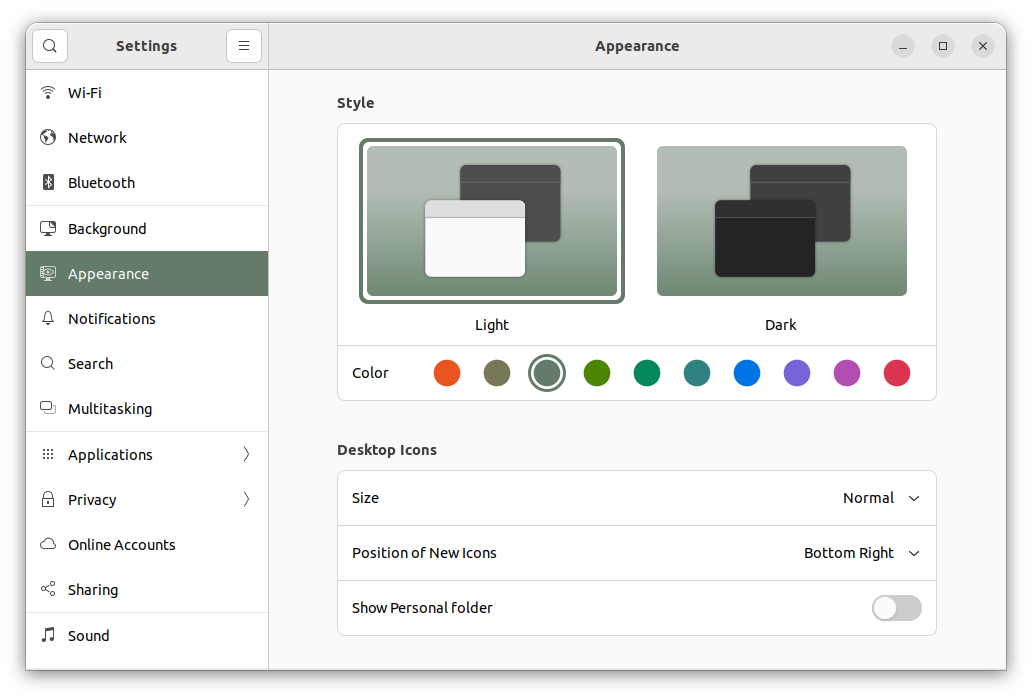 Settings
Appearance
Wi-Fi
Network
Bluetooth
Background
Appearance
Notifications
Search
Multitasking
Applications
Privacy
Online Accounts
Sharing
Sound
Style
Light
Dark
Color
Desktop Icons
Size
Normal
Position of New Icons
Bottom Right
Show Personal folder